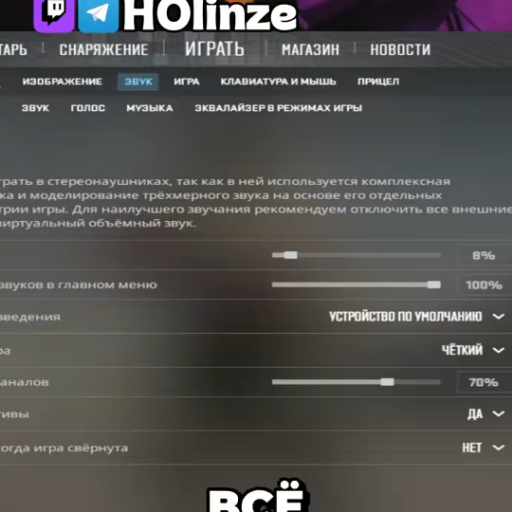 HOlinze
ТАРЬ СНАРЯЖЕНИЕ ИГРАТЬ МАГАЗИН НОВОСТИ
ИЗОБРАЖЕНИЕ ЗВУК ИГРА КЛАВИАТУРА И МЫШЬ ПРИЦЕЛ
ЗВУК ГОЛОС МУЗЫКА ЭКВАЛАЙЗЕР В РЕЖИМАХ ИГРЫ
грать в стереонаушниках, так как в ней используется комплексная
ка и моделирование трёхмерного звука на основе его отдельных
трии игры. Для наилучшего звучания рекомендуем отключить все внешние
виртуальный объёмный звук.
8%
звуков в главном меню 100%
зведения УСТРОЙСТВО ПО УМОЛЧАНИЮ
ра ЧЁТКИЙ
аналов 70%
тивы ДА
огда игра свёрнута НЕТ
ВСЁ